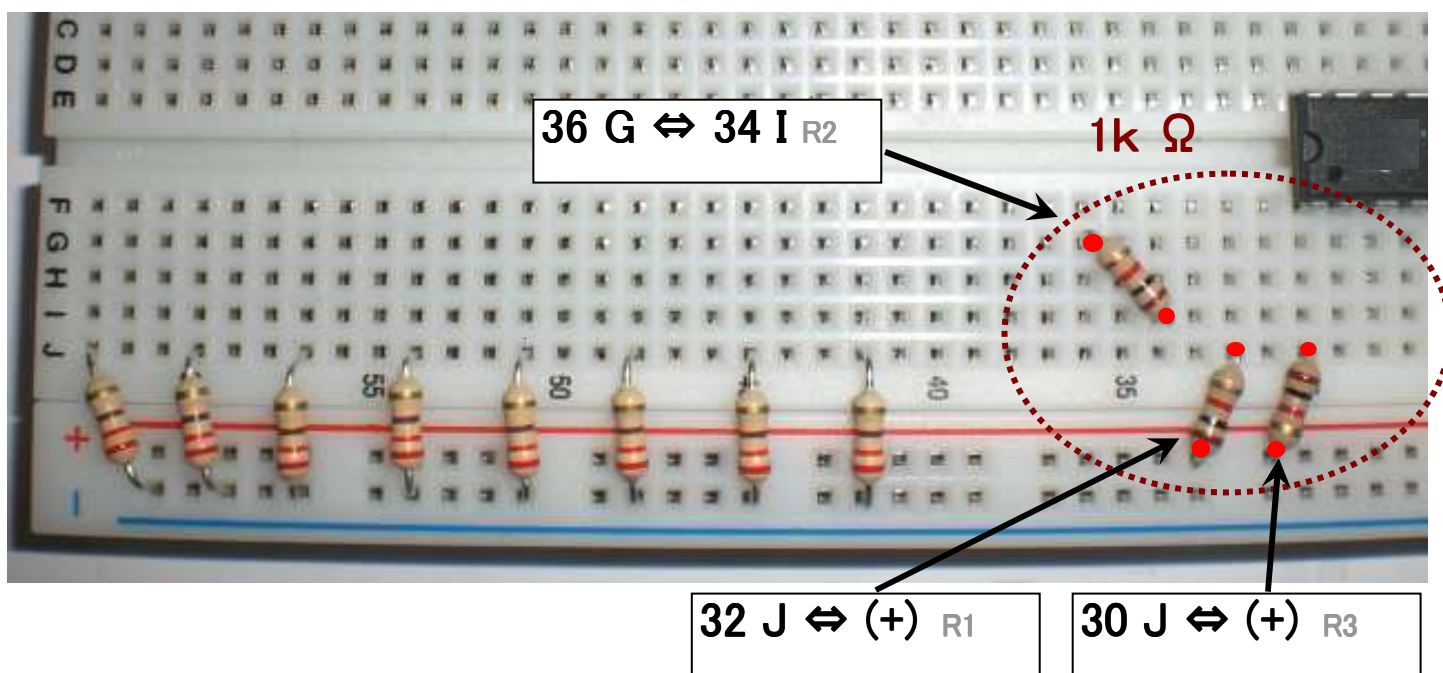 C
D
E
36 G ⇔ 34 I R2
1k Ω
F
G
H
I
J
55
50
40
35
+
−
32 J ⇔ (+) R1
30 J ⇔ (+) R3